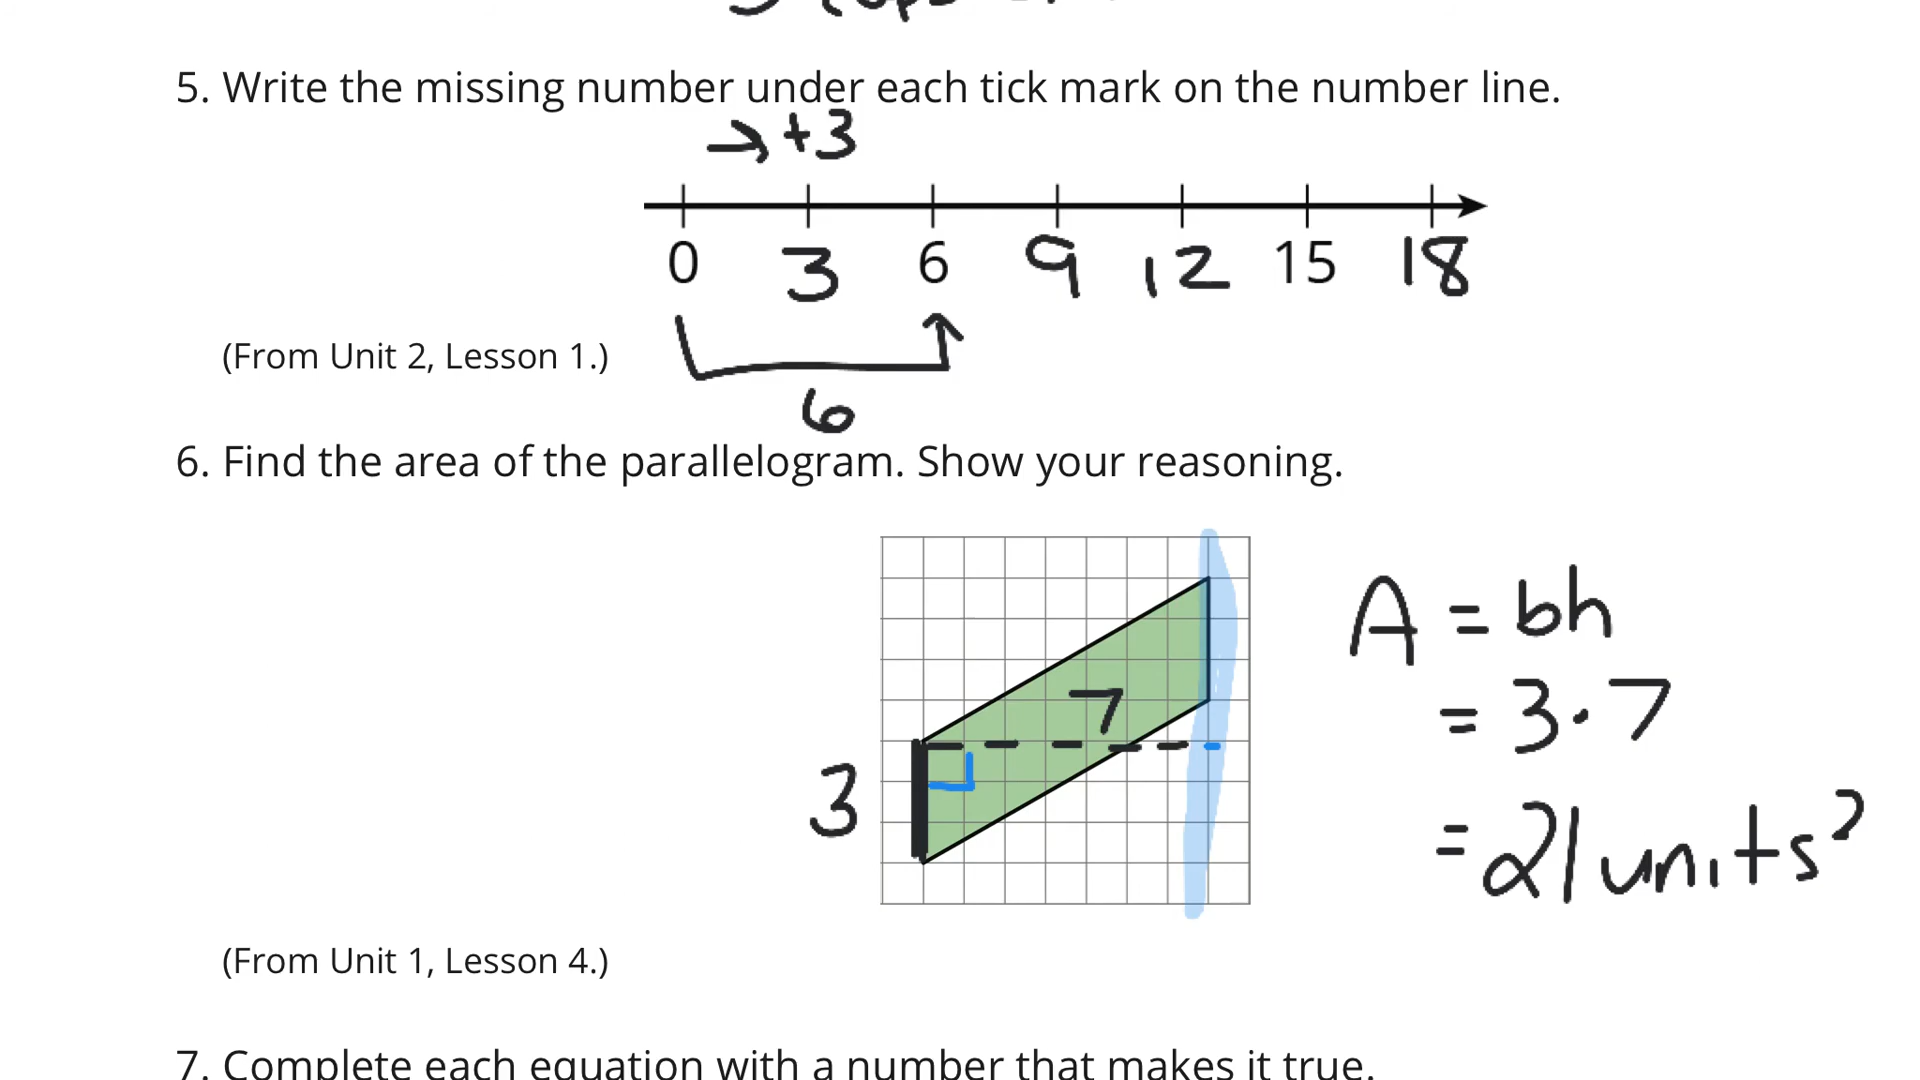 5. Write the missing number under each tick mark on the number line.
→ +3
0 3 6 9 12 15 18
(From Unit 2, Lesson 1.)
6
6. Find the area of the parallelogram. Show your reasoning.
A = bh
7
= 3·7
3
= 21 units²
(From Unit 1, Lesson 4.)
7. Complete each equation with a number that makes it true.